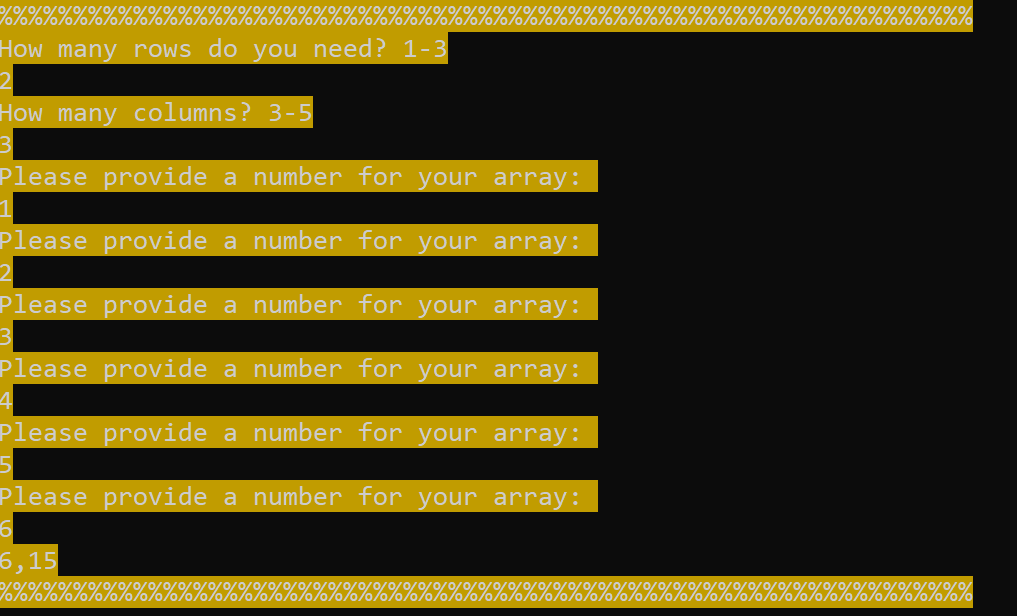 %%%%%%%%%%%%%%%%%%%%%%%%%%%%%%%%%%%%%%%%%%%%%%%%%%%%%%%%%%%%%%%%%
How many rows do you need? 1-3
2
How many columns? 3-5
3
Please provide a number for your array:
1
Please provide a number for your array:
2
Please provide a number for your array:
3
Please provide a number for your array:
4
Please provide a number for your array:
5
Please provide a number for your array:
6
6,15
%%%%%%%%%%%%%%%%%%%%%%%%%%%%%%%%%%%%%%%%%%%%%%%%%%%%%%%%%%%%%%%%%